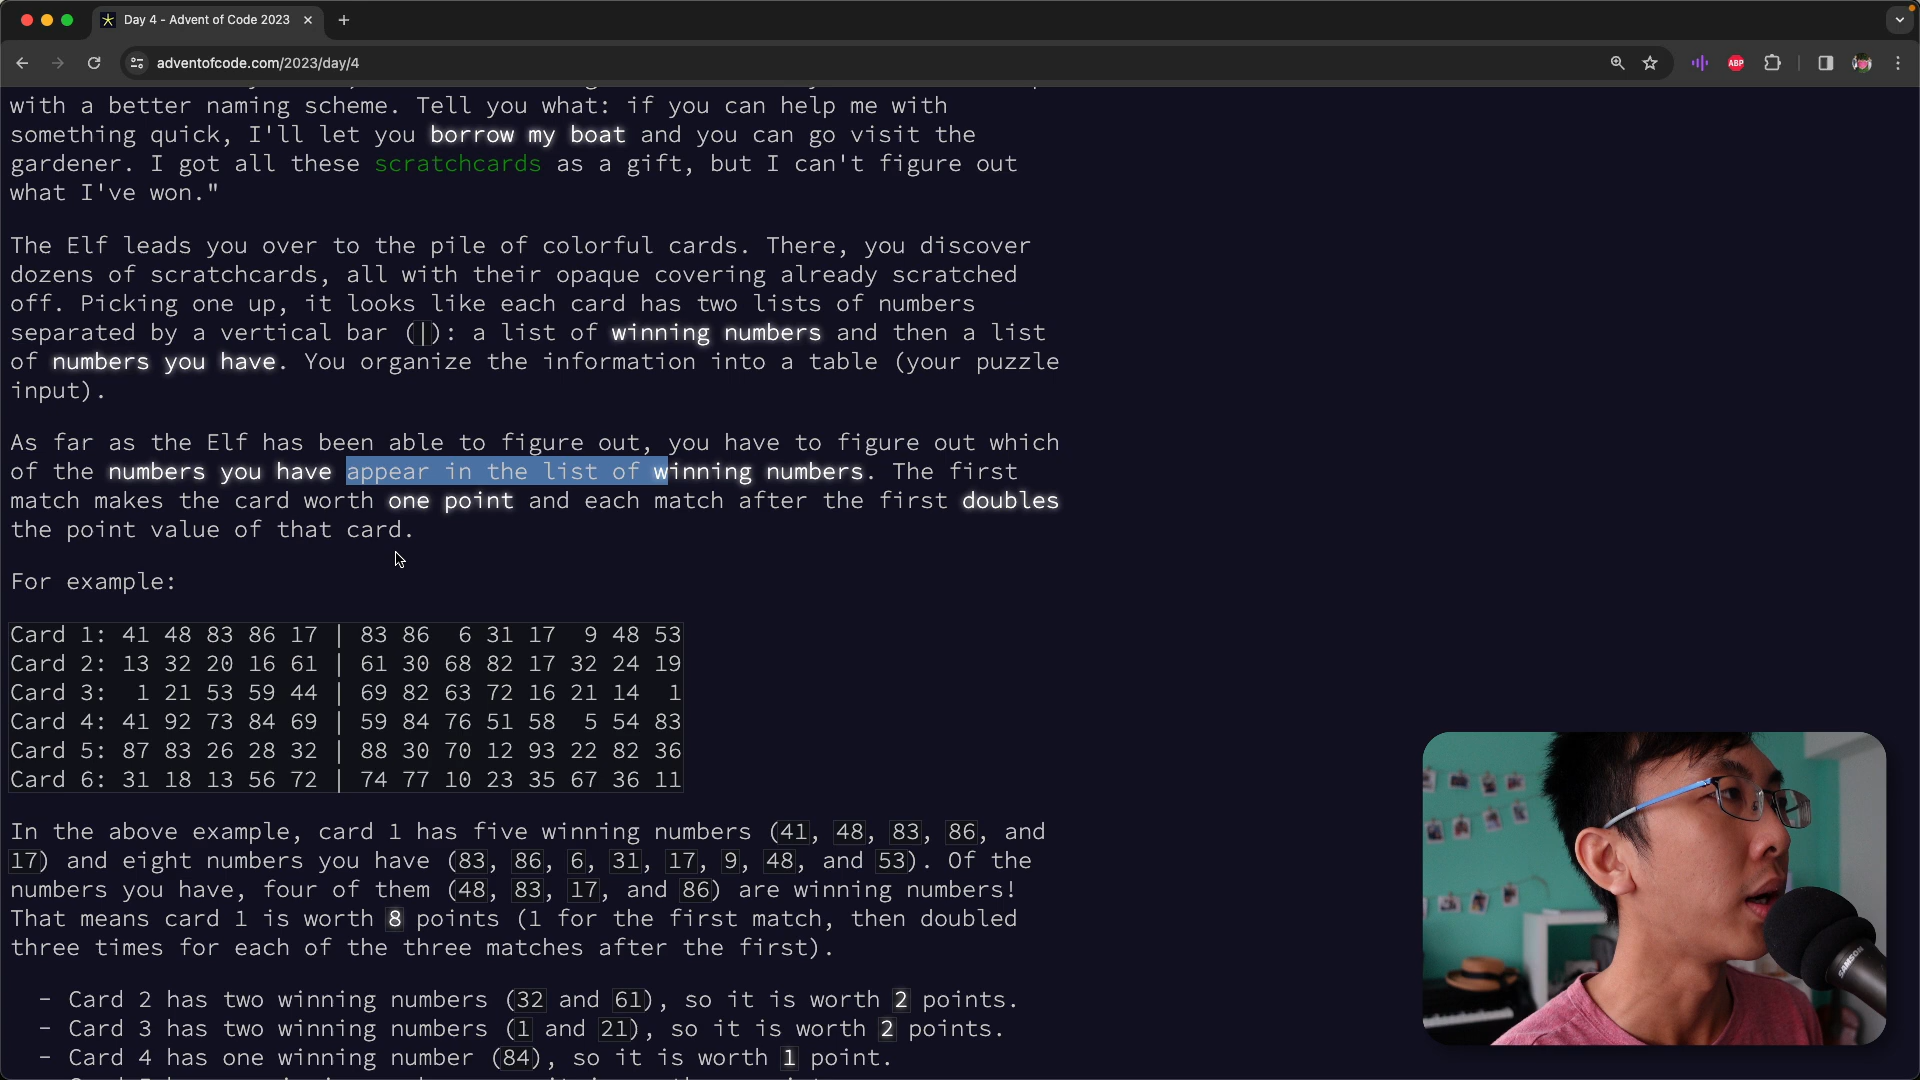 Day 4 - Advent of Code 2023
adventofcode.com/2023/day/4
ABP
with a better naming scheme. Tell you what: if you can help me with
something quick, I'll let you borrow my boat and you can go visit the
gardener. I got all these scratchcards as a gift, but I can't figure out
what I've won."
The Elf leads you over to the pile of colorful cards. There, you discover
dozens of scratchcards, all with their opaque covering already scratched
off. Picking one up, it looks like each card has two lists of numbers
separated by a vertical bar (|): a list of winning numbers and then a list
of numbers you have. You organize the information into a table (your puzzle
input).
As far as the Elf has been able to figure out, you have to figure out which
of the numbers you have appear in the list of winning numbers. The first
match makes the card worth one point and each match after the first doubles
the point value of that card.
For example:
Card 1: 41 48 83 86 17 | 83 86  6 31 17  9 48 53
Card 2: 13 32 20 16 61 | 61 30 68 82 17 32 24 19
Card 3:  1 21 53 59 44 | 69 82 63 72 16 21 14  1
Card 4: 41 92 73 84 69 | 59 84 76 51 58  5 54 83
Card 5: 87 83 26 28 32 | 88 30 70 12 93 22 82 36
Card 6: 31 18 13 56 72 | 74 77 10 23 35 67 36 11
In the above example, card 1 has five winning numbers (41, 48, 83, 86, and
17) and eight numbers you have (83, 86, 6, 31, 17, 9, 48, and 53). Of the
numbers you have, four of them (48, 83, 17, and 86) are winning numbers!
That means card 1 is worth 8 points (1 for the first match, then doubled
three times for each of the three matches after the first).
- Card 2 has two winning numbers (32 and 61), so it is worth 2 points.
- Card 3 has two winning numbers (1 and 21), so it is worth 2 points.
- Card 4 has one winning number (84), so it is worth 1 point.
SAMSON